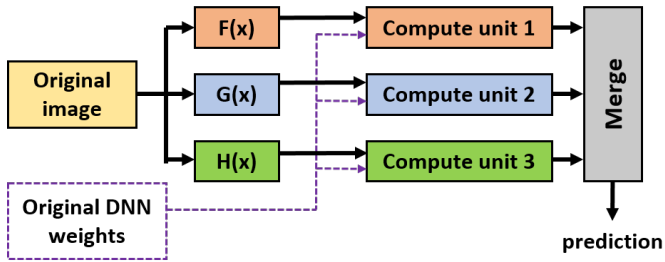 F(x)
Compute unit 1
Original
image
G(x)
Compute unit 2
Merge
H(x)
Compute unit 3
Original DNN
weights
prediction